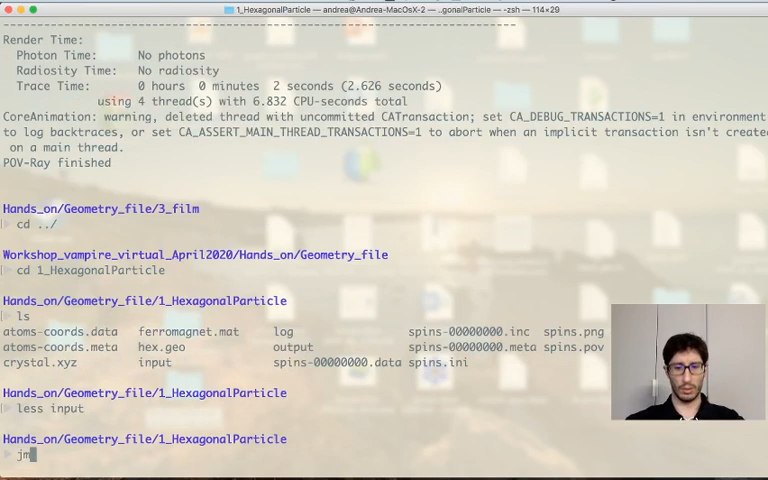 1_HexagonalParticle — andrea@Andrea-MacOsX-2 — ..gonalParticle — -zsh — 114×29
--------------------------------------------------------------------------------
Render Time:
Photon Time: No photons
Radiosity Time: No radiosity
Trace Time: 0 hours 0 minutes 2 seconds (2.626 seconds)
using 4 thread(s) with 6.832 CPU-seconds total
CoreAnimation: warning, deleted thread with uncommitted CATransaction; set CA_DEBUG_TRANSACTIONS=1 in environment
to log backtraces, or set CA_ASSERT_MAIN_THREAD_TRANSACTIONS=1 to abort when an implicit transaction isn't create
on a main thread.
POV-Ray finished
Hands_on/Geometry_file/3_film
cd ../
Workshop_vampire_virtual_April2020/Hands_on/Geometry_file
cd 1_HexagonalParticle
Hands_on/Geometry_file/1_HexagonalParticle
ls
atoms-coords.data ferromagnet.mat log spins-00000000.inc spins.png
atoms-coords.meta hex.geo output spins-00000000.meta spins.pov
crystal.xyz input spins-00000000.data spins.ini
Hands_on/Geometry_file/1_HexagonalParticle
less input
Hands_on/Geometry_file/1_HexagonalParticle
jm